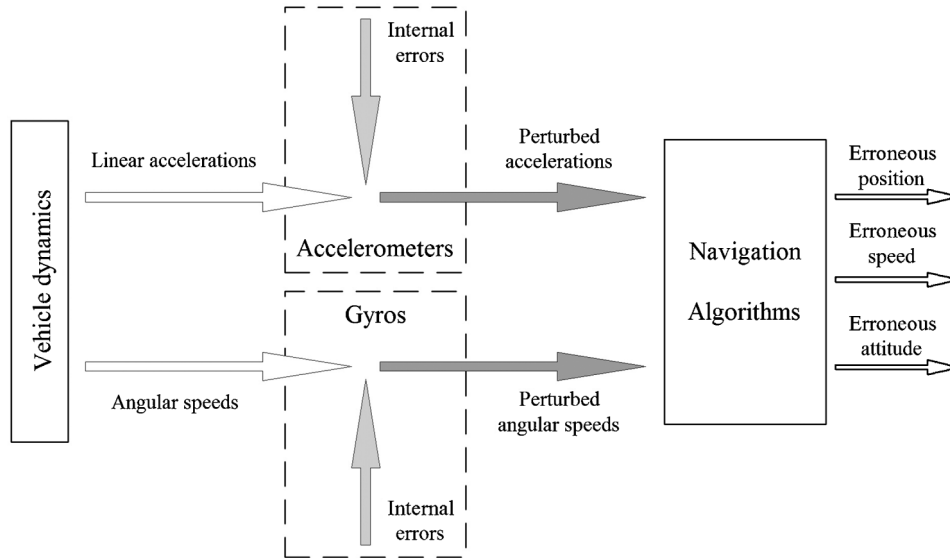 Internal
errors
Perturbed
accelerations
Linear accelerations
Accelerometers
Vehicle dynamics
Gyros
Angular speeds
Perturbed
angular speeds
Internal
errors
Navigation
Algorithms
Erroneous
position
Erroneous
speed
Erroneous
attitude